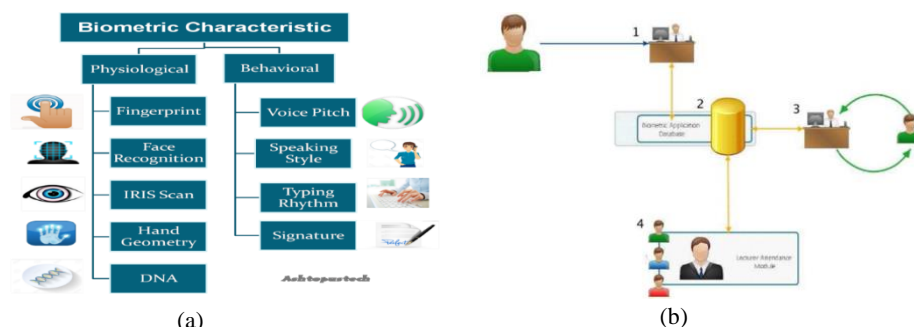 Biometric Characteristic
Physiological
Behavioral
Fingerprint
Face
Recognition
IRIS Scan
Hand
Geometry
DNA
Voice Pitch
Speaking
Style
Typing
Rhythm
Signature
Ashtopustech
(a)
1
2
3
Biometric Application
Database
4
Lecturer Attendance
Module
(b)